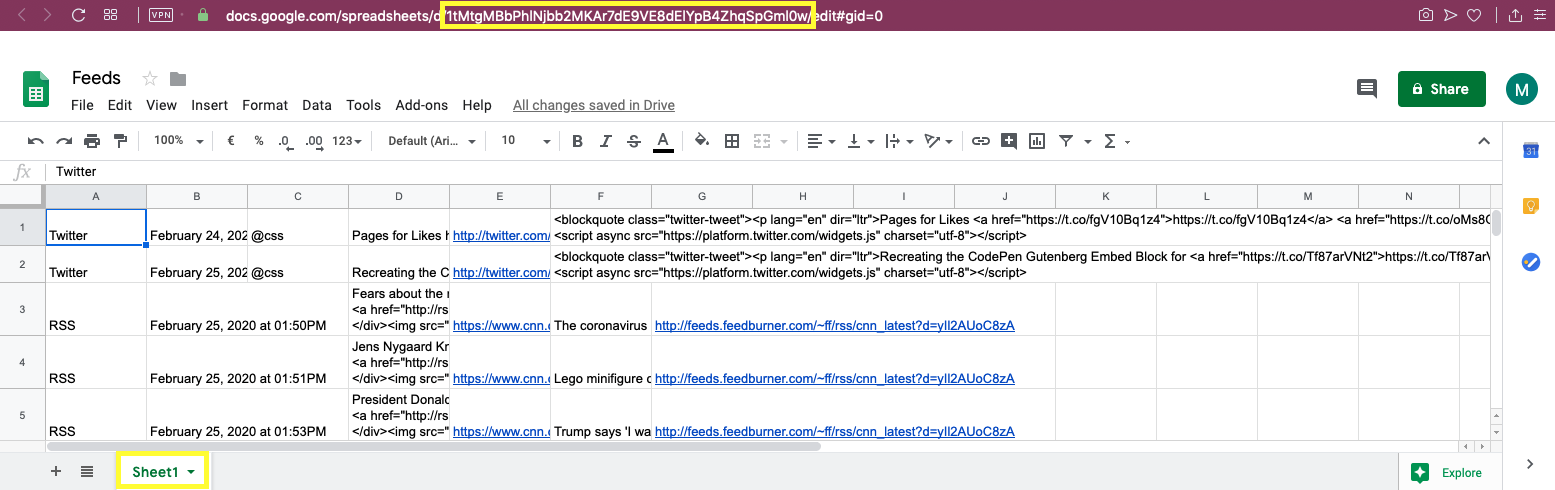 VPN docs.google.com/spreadsheets/d/1tMtgMBbPhlNjbb2MKAr7dE9VE8dElYpB4ZhqSpGml0w/edit#gid=0
Feeds
File Edit View Insert Format Data Tools Add-ons Help All changes saved in Drive
Share M
100% € % .0 .00 123 Default (Ari... 10 B I S A
31
fx Twitter
A B C D E F G H I J K L M N
1 Twitter February 24, 202 @css Pages for Likes h http://twitter.com/ <blockquote class="twitter-tweet"><p lang="en" dir="ltr">Pages for Likes <a href="https://t.co/fgV10Bq1z4">https://t.co/fgV10Bq1z4</a> <a href="https://t.co/oMs8C
<script async src="https://platform.twitter.com/widgets.js" charset="utf-8"></script>
2 Twitter February 25, 202 @css Recreating the C http://twitter.com/ <blockquote class="twitter-tweet"><p lang="en" dir="ltr">Recreating the CodePen Gutenberg Embed Block for <a href="https://t.co/Tf87arVNt2">https://t.co/Tf87arV
<script async src="https://platform.twitter.com/widgets.js" charset="utf-8"></script>
Fears about the r
<a href="http://rs
</div><img src="
3 RSS February 25, 2020 at 01:50PM https://www.cnn.c The coronavirus http://feeds.feedburner.com/~ff/rss/cnn_latest?d=yIl2AUoC8zA
Jens Nygaard Kr
<a href="http://rs
</div><img src="
4 RSS February 25, 2020 at 01:51PM https://www.cnn.c Lego minifigure c http://feeds.feedburner.com/~ff/rss/cnn_latest?d=yIl2AUoC8zA
President Donald
<a href="http://rs
</div><img src="
5 RSS February 25, 2020 at 01:53PM https://www.cnn. Trump says 'I wa http://feeds.feedburner.com/~ff/rss/cnn_latest?d=yIl2AUoC8zA
Sheet1
Explore